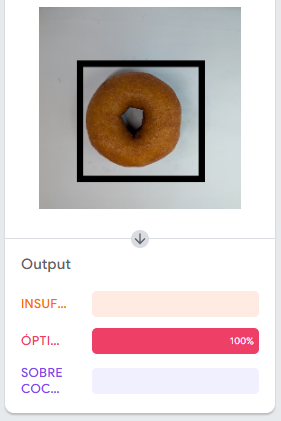 Output
INSUF...
ÓPTI...
100%
SOBRE
COC...